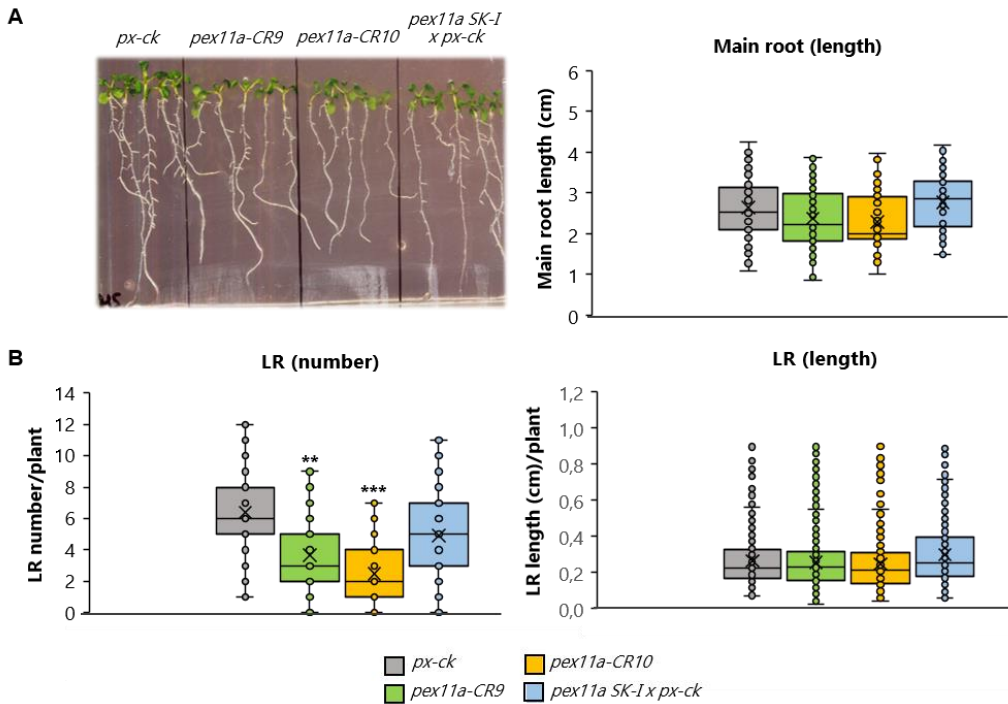 A
px-ck
pex11a-CR9
pex11a-CR10
pex11a SK-I
x px-ck
MS
Main root (length)
Main root length (cm)
6
5
4
3
2
1
0
B
LR (number)
LR number/plant
14
12
10
8
6
4
2
0
**
***
LR (length)
LR length (cm)/plant
1,2
1,0
0,8
0,6
0,4
0,2
0,0
px-ck
pex11a-CR10
pex11a-CR9
pex11a SK-I x px-ck